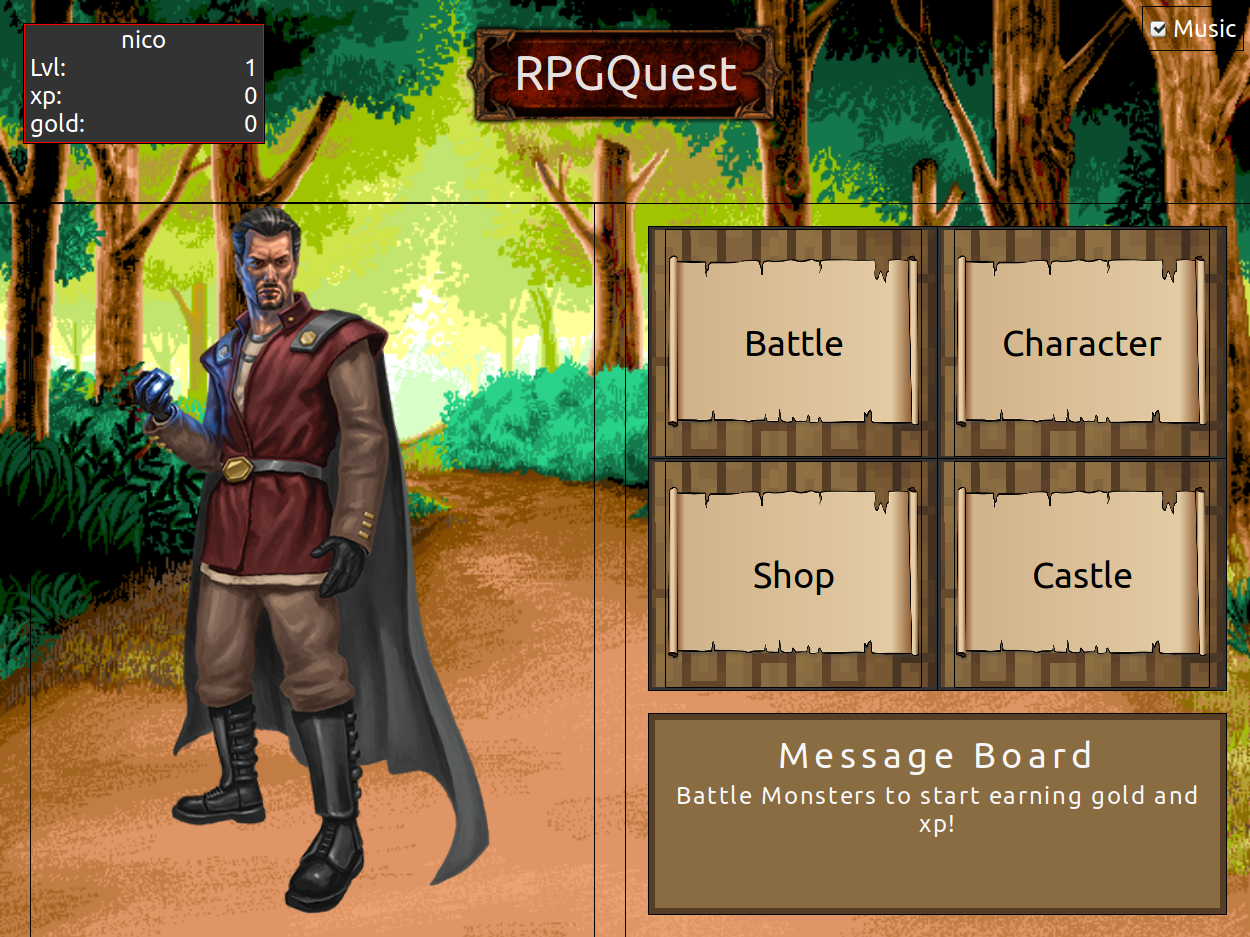 nico
Lvl: 1
xp: 0
gold: 0
RPGQuest
Music
Battle
Character
Shop
Castle
Message Board
Battle Monsters to start earning gold and
xp!